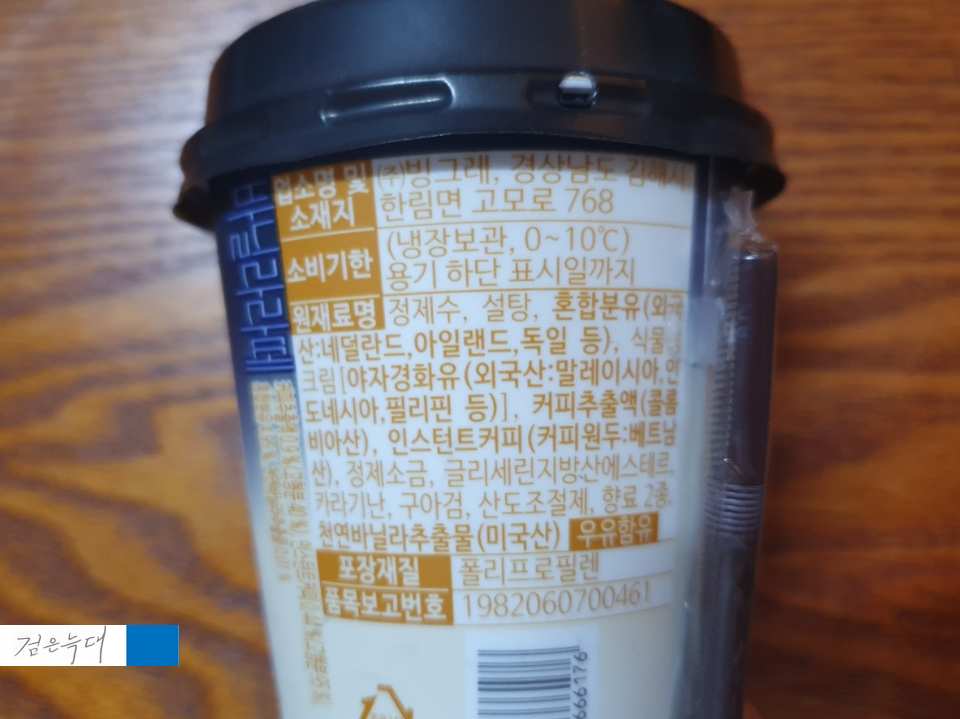 업소명 및 (주)빙그레, 경상남도 김해시
소재지 한림면 고모로 768
소비기한 (냉장보관, 0~10℃)
용기 하단 표시일까지
원재료명 정제수, 설탕, 혼합분유(외국
산:네덜란드,아일랜드,독일 등), 식물성
크림[야자경화유(외국산:말레이시아,인
도네시아,필리핀 등)], 커피추출액(콜롬
비아산), 인스턴트커피(커피원두:베트남
산), 정제소금, 글리세린지방산에스테르,
카라기난, 구아검, 산도조절제, 향료 2종,
천연바닐라추출물(미국산) 우유함유
포장재질 폴리프로필렌
품목보고번호 1982060700461
666176
검은늑대